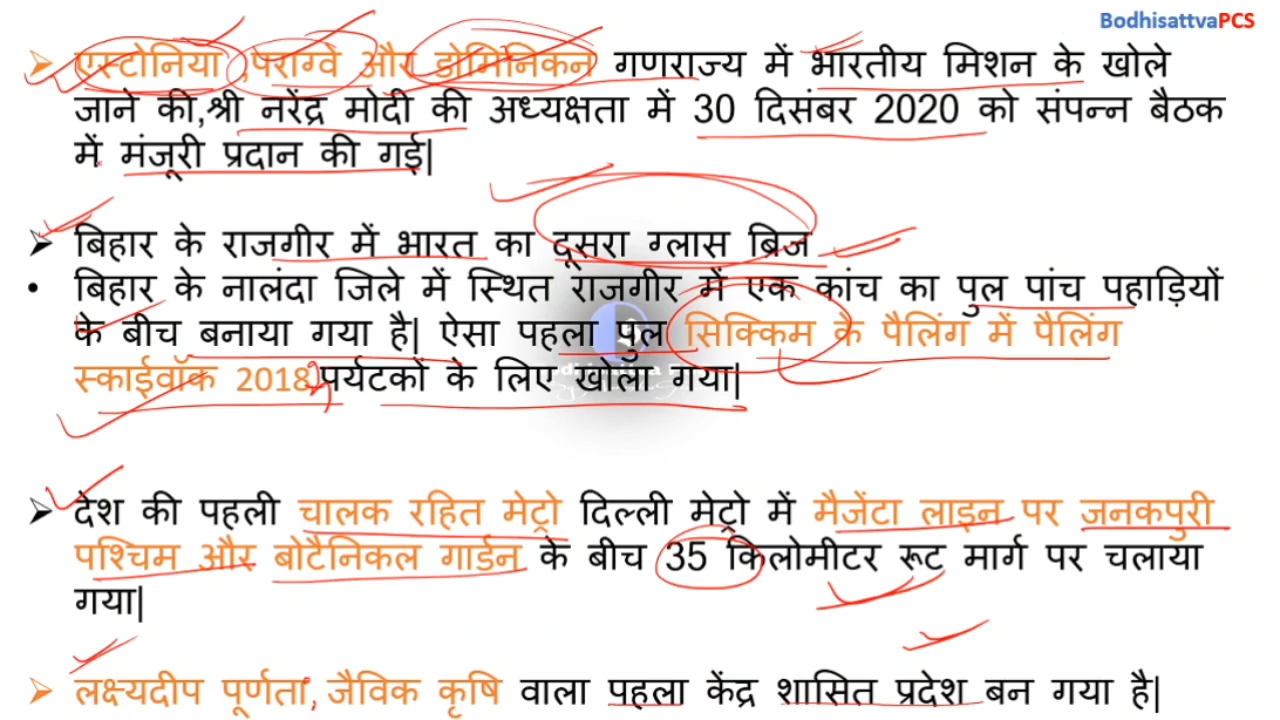 BodhisattvaPCS
एस्टोनिया ,पराग्वे और डोमिनिकन गणराज्य में भारतीय मिशन के खोले
जाने की,श्री नरेंद्र मोदी की अध्यक्षता में 30 दिसंबर 2020 को संपन्न बैठक
में मंजूरी प्रदान की गई|
बिहार के राजगीर में भारत का दूसरा ग्लास ब्रिज
• बिहार के नालंदा जिले में स्थित राजगीर में एक कांच का पुल पांच पहाड़ियों
के बीच बनाया गया है| ऐसा पहला पुल सिक्किम के पैलिंग में पैलिंग
स्काईवॉक 2018 पर्यटकों के लिए खोला गया|
देश की पहली चालक रहित मेट्रो दिल्ली मेट्रो में मैजेंटा लाइन पर जनकपुरी
पश्चिम और बोटैनिकल गार्डन के बीच 35 किलोमीटर रूट मार्ग पर चलाया
गया|
लक्ष्यदीप पूर्णता, जैविक कृषि वाला पहला केंद्र शासित प्रदेश बन गया है|